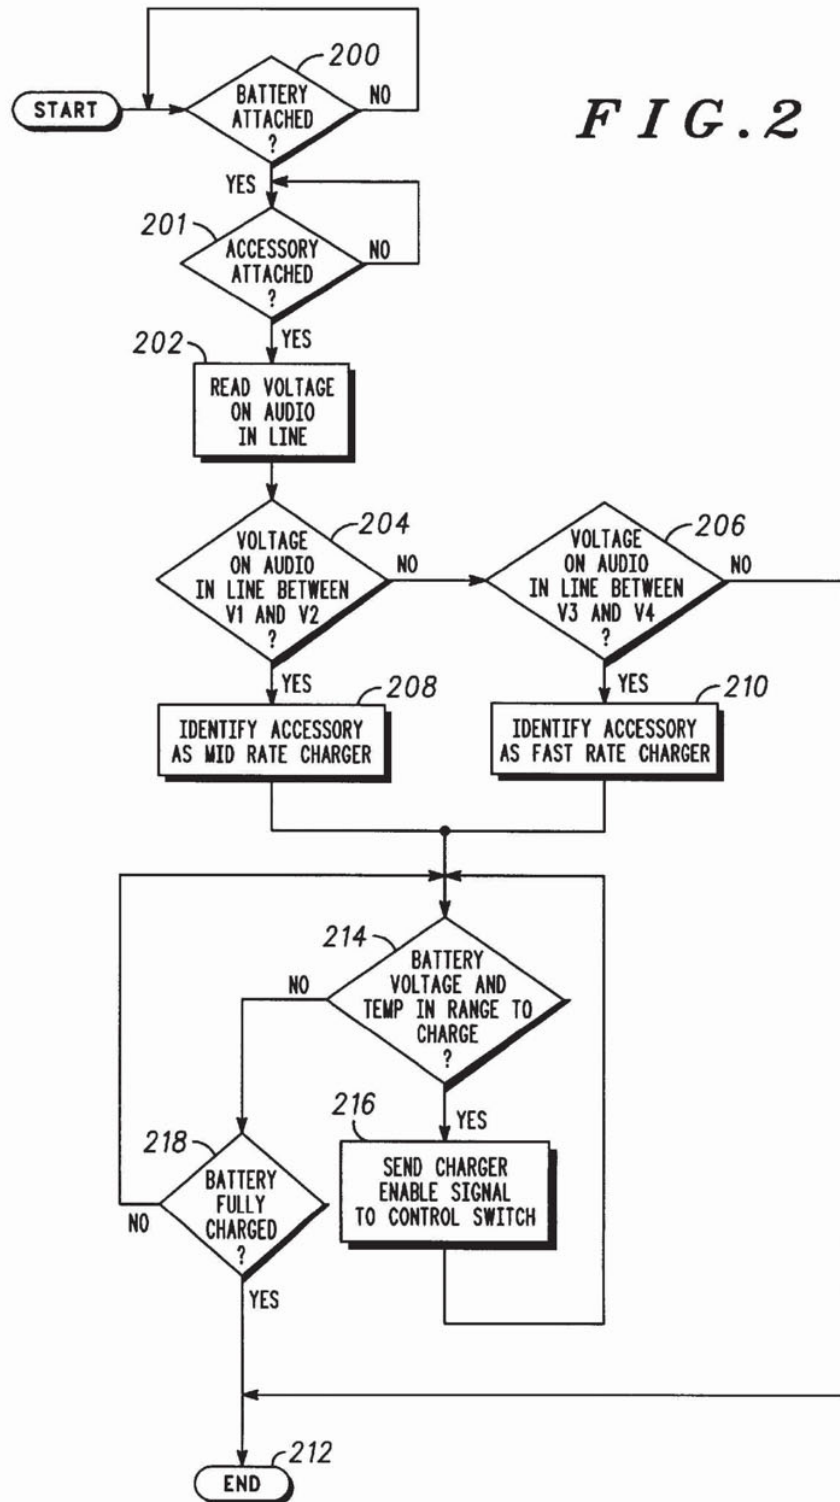 200
START
BATTERY
ATTACHED
?
NO
FIG.2
YES
201
ACCESSORY
ATTACHED
?
NO
YES
202
READ VOLTAGE
ON AUDIO
IN LINE
204
VOLTAGE
ON AUDIO
IN LINE BETWEEN
V1 AND V2
?
NO
206
VOLTAGE
ON AUDIO
IN LINE BETWEEN
V3 AND V4
?
NO
YES
208
IDENTIFY ACCESSORY
AS MID RATE CHARGER
YES
210
IDENTIFY ACCESSORY
AS FAST RATE CHARGER
214
BATTERY
VOLTAGE AND
TEMP IN RANGE TO
CHARGE
?
NO
YES
216
SEND CHARGER
ENABLE SIGNAL
TO CONTROL SWITCH
218
BATTERY
FULLY
CHARGED
?
NO
YES
212
END